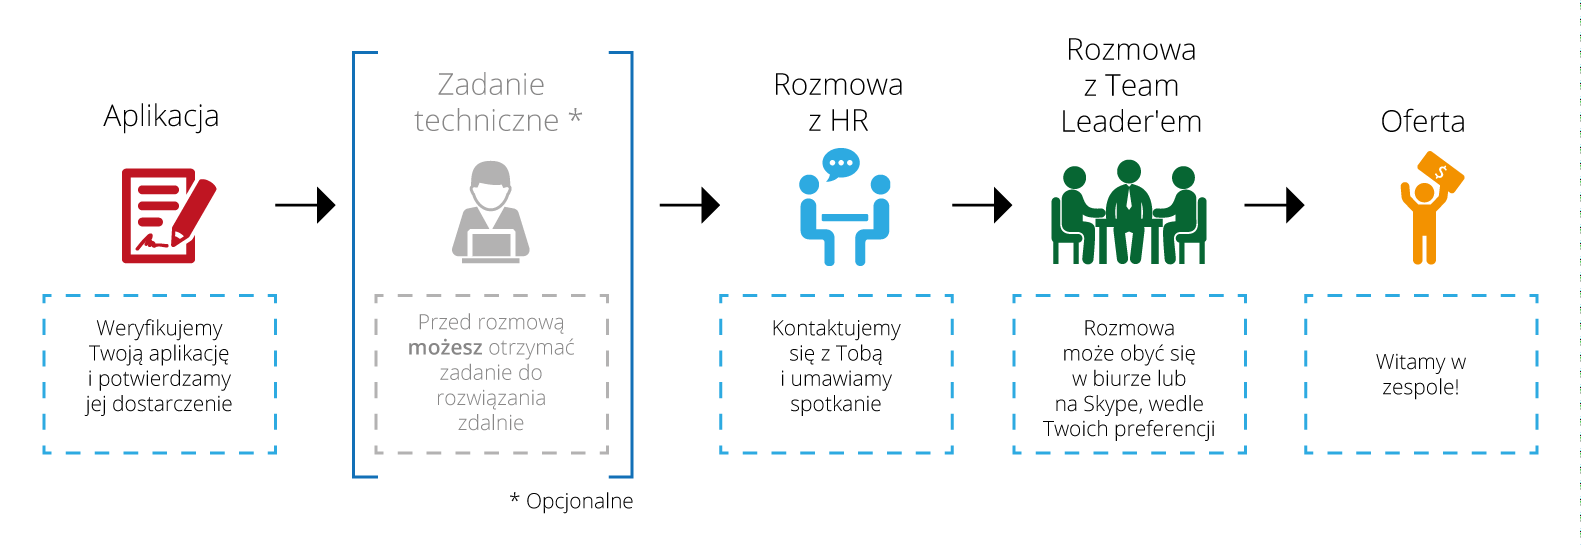 Aplikacja
Weryfikujemy
Twoją aplikację
i potwierdzamy
jej dostarczenie
Zadanie
techniczne *
Przed rozmową
możesz otrzymać
zadanie do
rozwiązania
zdalnie
* Opcjonalne
Rozmowa
z HR
Kontaktujemy
się z Tobą
i umawiamy
spotkanie
Rozmowa
z Team
Leader'em
Rozmowa
może obyć się
w biurze lub
na Skype, wedle
Twoich preferencji
Oferta
$
Witamy w
zespole!